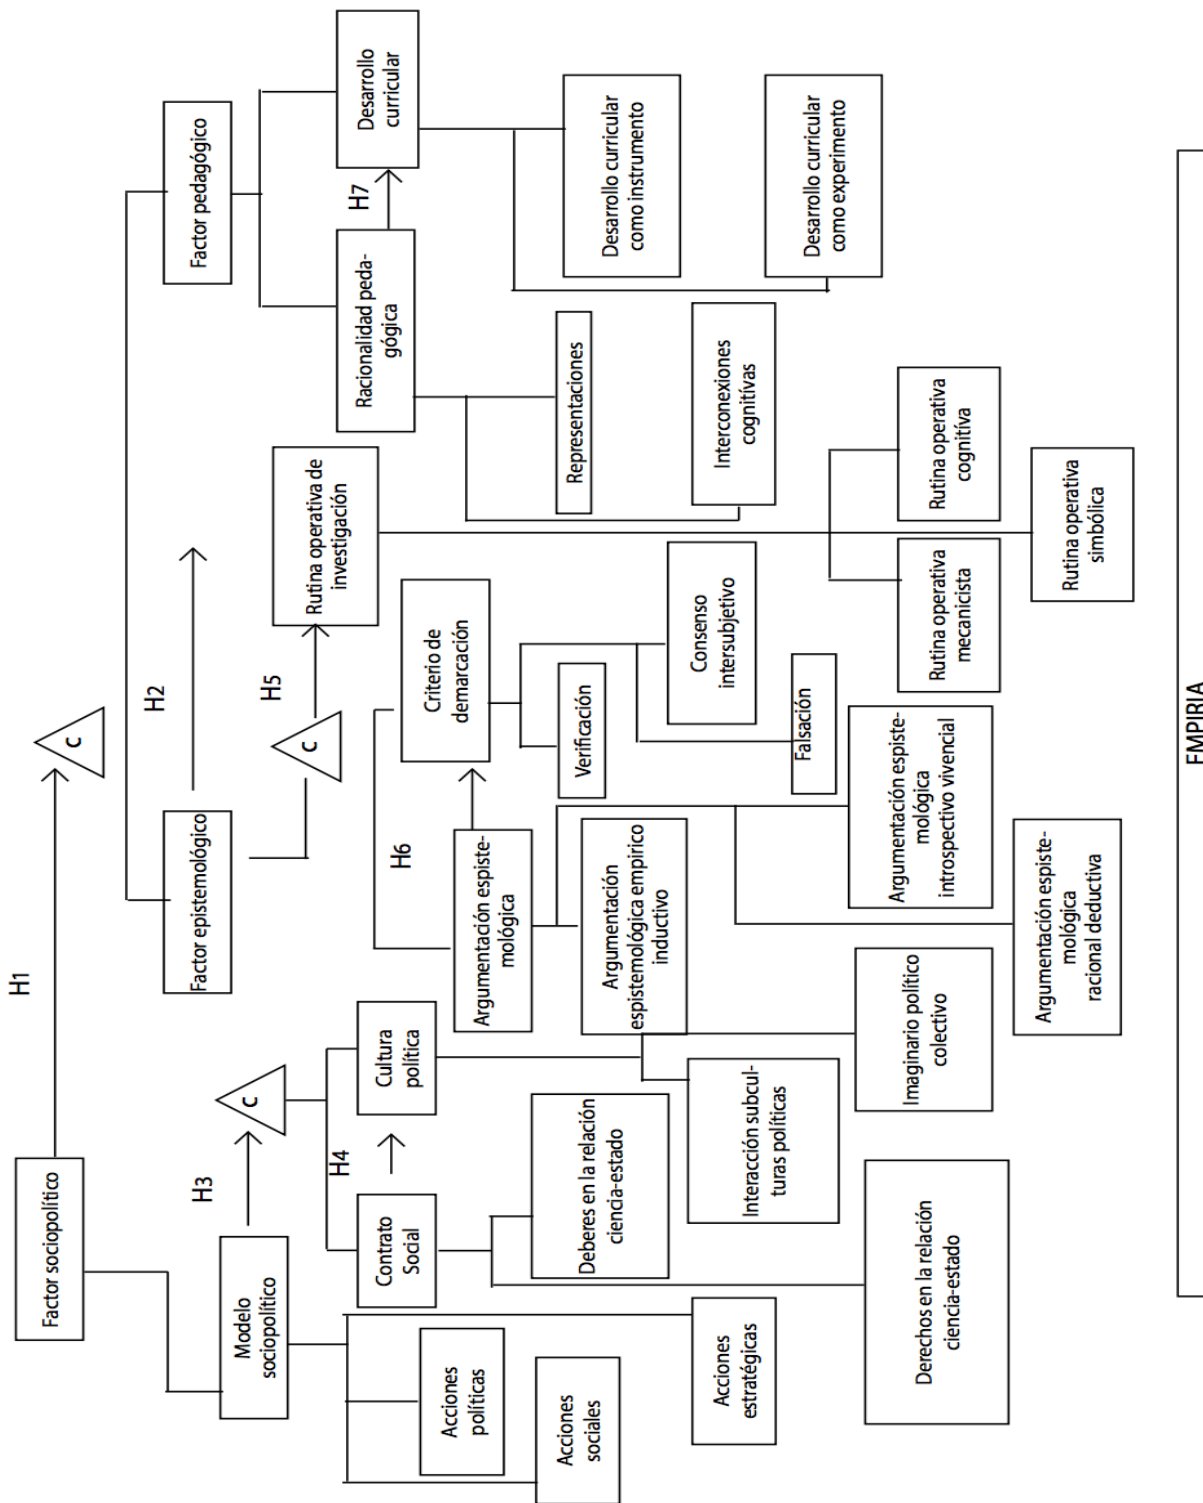 H1
C
Factor sociopolítico
H2
Factor epistemológico
Factor pedagógico
H3
C
Modelo
sociopolítico
H5
C
Rutina operativa de
investigación
H4
Contrato
Social
Cultura
política
H6
Argumentación espiste-
mológica
Criterio de
demarcación
Racionalidad peda-
gógica
H7
Desarrollo
curricular
Acciones
políticas
Acciones
sociales
Acciones
estratégicas
Deberes en la relación
ciencia-estado
Derechos en la relación
ciencia-estado
Interacción subcul-
turas políticas
Imaginario político
colectivo
Argumentación
espistemológica empirico
inductivo
Argumentación espiste-
mológica
introspectivo vivencial
Argumentación espiste-
mológica
racional deductiva
Verificación
Falsación
Consenso
intersubjetivo
Rutina operativa
mecanicista
Rutina operativa
cognitíva
Rutina operativa
simbólica
Representaciones
Interconexiones
cognitívas
Desarrollo curricular
como instrumento
Desarrollo curricular
como experimento
EMPIRIA